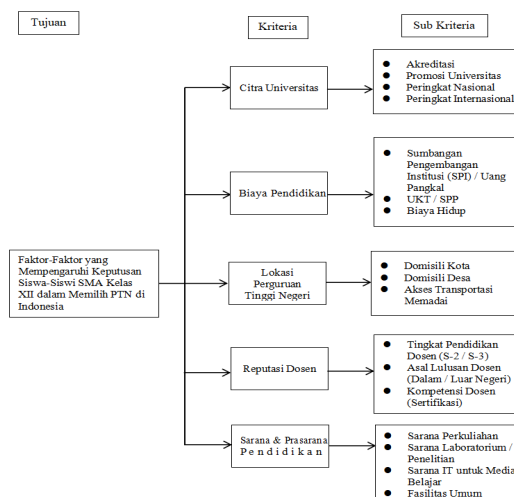 Tujuan
Kriteria
Sub Kriteria
Citra Universitas
Akreditasi
Promosi Universitas
Peringkat Nasional
Peringkat Internasional
Biaya Pendidikan
Sumbangan
Pengembangan
Institusi (SPI) / Uang
Pangkal
UKT / SPP
Biaya Hidup
Faktor-Faktor yang
Mempengaruhi Keputusan
Siswa-Siswi SMA Kelas
XII dalam Memilih PTN di
Indonesia
Lokasi
Perguruan
Tinggi Negeri
Domisili Kota
Domisili Desa
Akses Transportasi
Memadai
Reputasi Dosen
Tingkat Pendidikan
Dosen (S-2 / S-3)
Asal Lulusan Dosen
(Dalam / Luar Negeri)
Kompetensi Dosen
(Sertifikasi)
Sarana & Prasarana
Pendidikan
Sarana Perkuliahan
Sarana Laboratorium /
Penelitian
Sarana IT untuk Media
Belajar
Fasilitas Umum